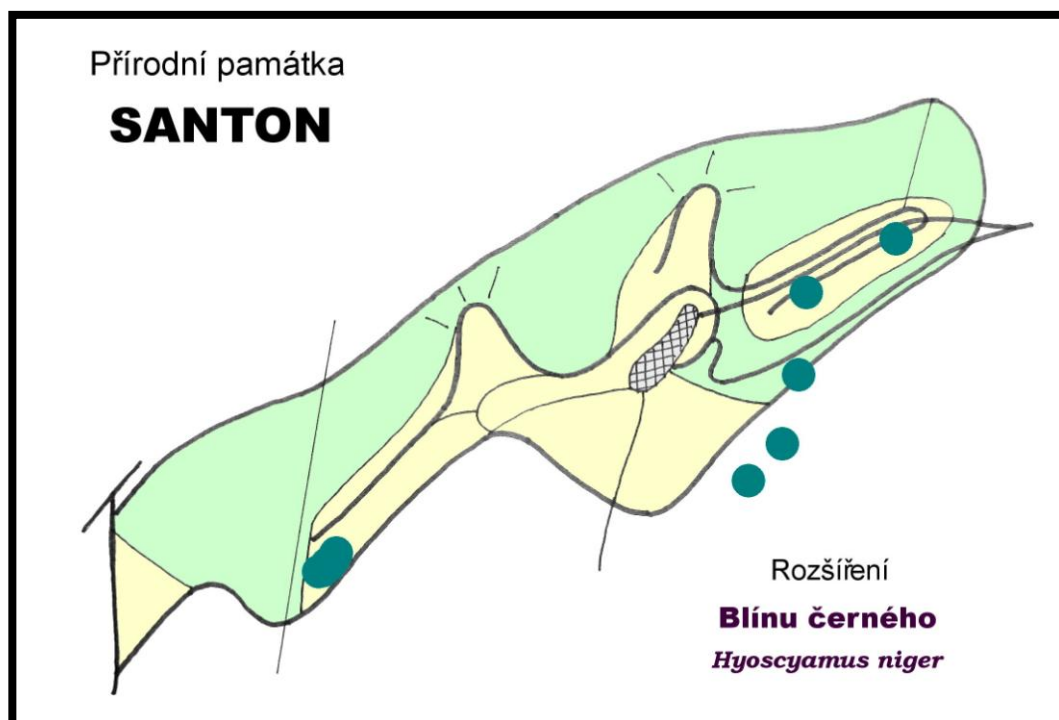 Přírodní památka
SANTON
Rozšíření
Blínu černého
Hyoscyamus niger